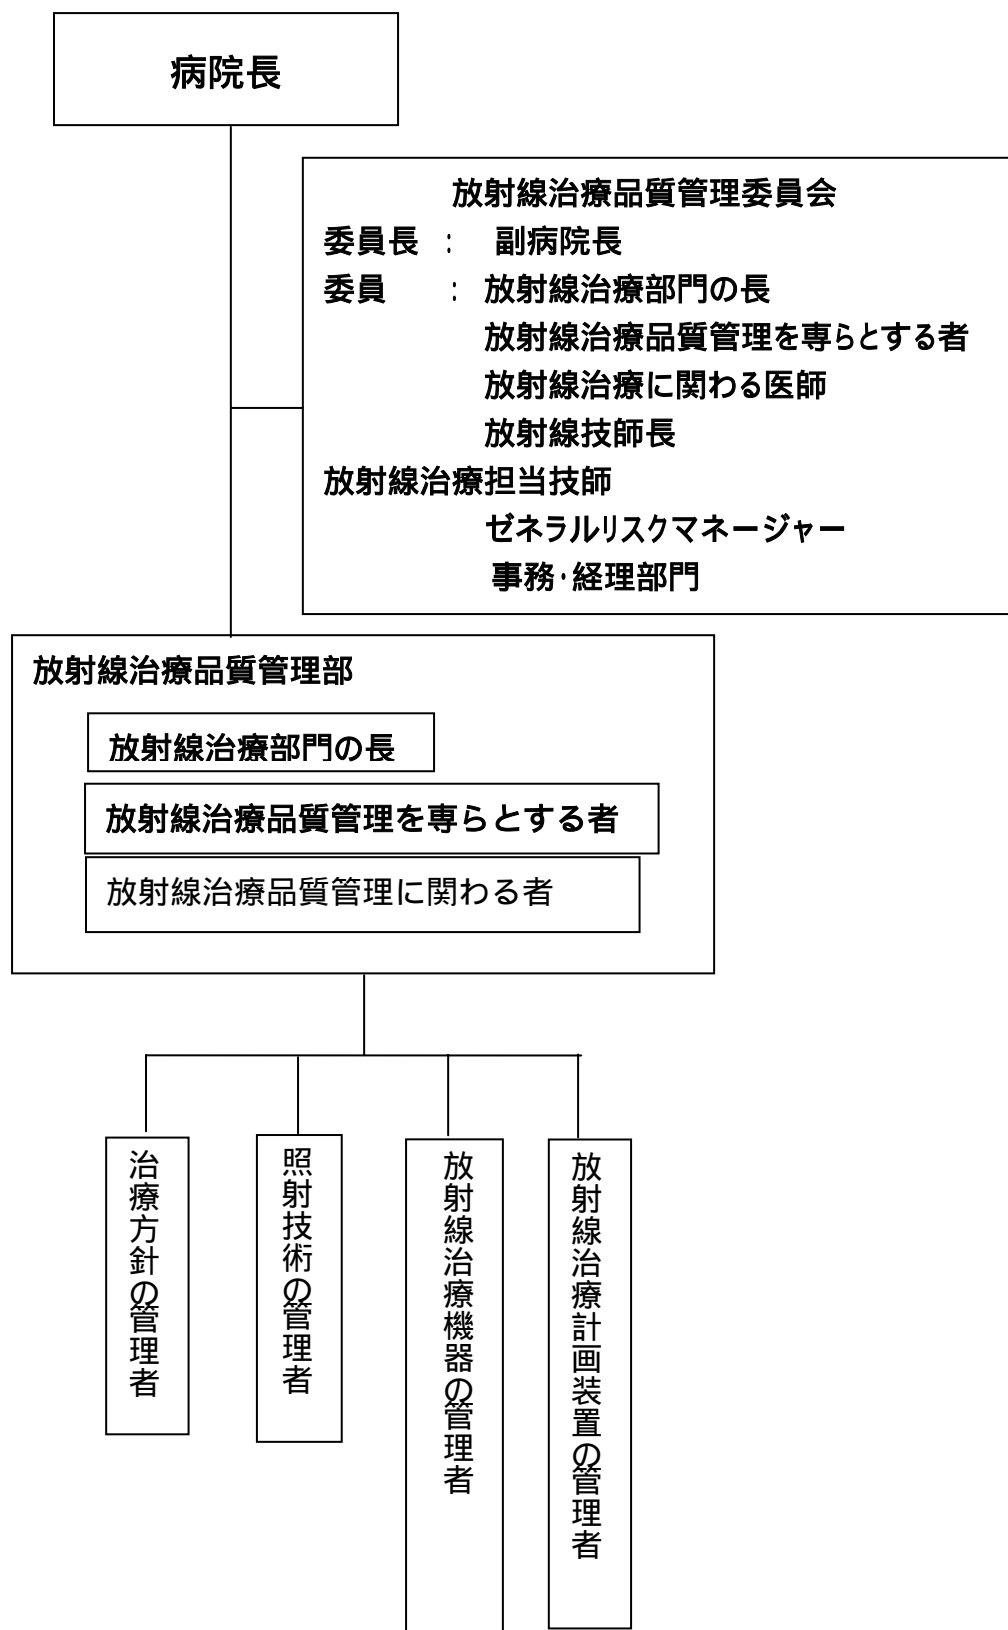 病院長
放射線治療品質管理委員会
委員長 : 副病院長
委員 : 放射線治療部門の長
放射線治療品質管理を専らとする者
放射線治療に関わる医師
放射線技師長
放射線治療担当技師
ゼネラルリスクマネージャー
事務・経理部門
放射線治療品質管理部
放射線治療部門の長
放射線治療品質管理を専らとする者
放射線治療品質管理に関わる者
治療方針の管理者
照射技術の管理者
放射線治療機器の管理者
放射線治療計画装置の管理者